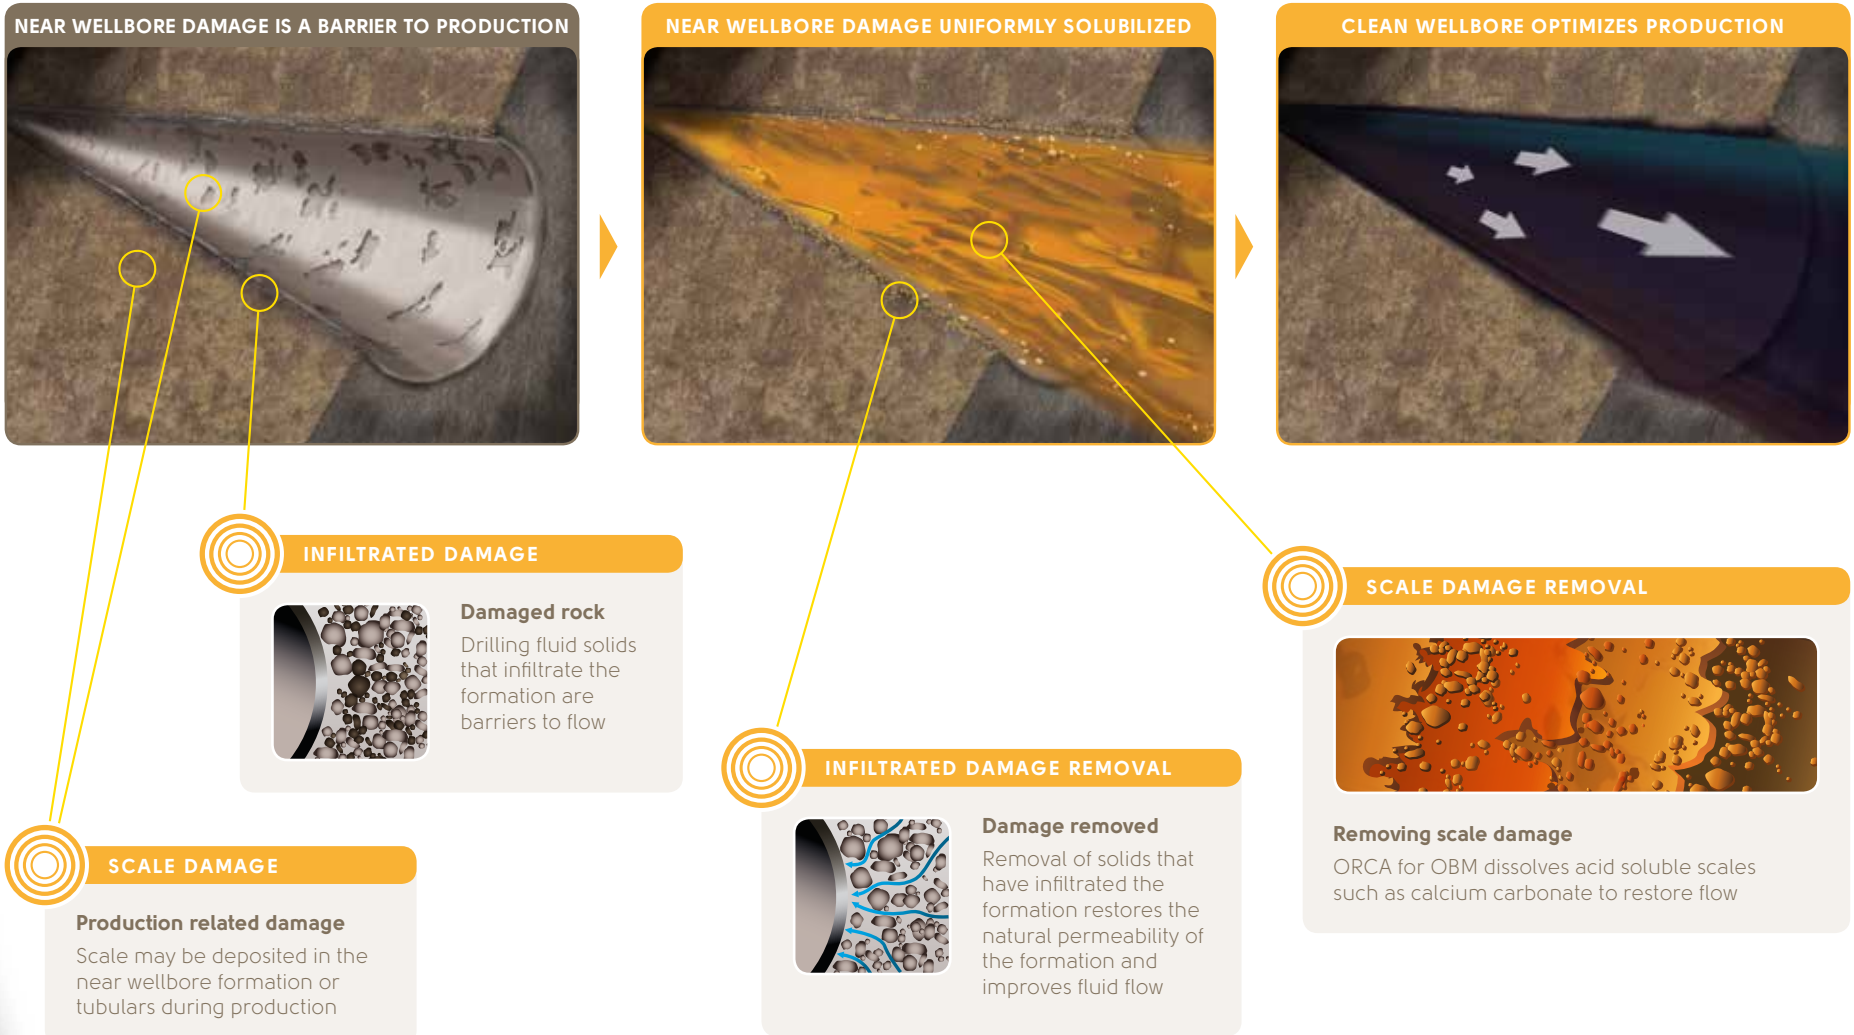 NEAR WELLBORE DAMAGE IS A BARRIER TO PRODUCTION
NEAR WELLBORE DAMAGE UNIFORMLY SOLUBILIZED
CLEAN WELLBORE OPTIMIZES PRODUCTION
INFILTRATED DAMAGE
Damaged rock
Drilling fluid solids
that infiltrate the
formation are
barriers to flow
SCALE DAMAGE
Production related damage
Scale may be deposited in the
near wellbore formation or
tubulars during production
INFILTRATED DAMAGE REMOVAL
Damage removed
Removal of solids that
have infiltrated the
formation restores the
natural permeability of
the formation and
improves fluid flow
SCALE DAMAGE REMOVAL
Removing scale damage
ORCA for OBM dissolves acid soluble scales
such as calcium carbonate to restore flow